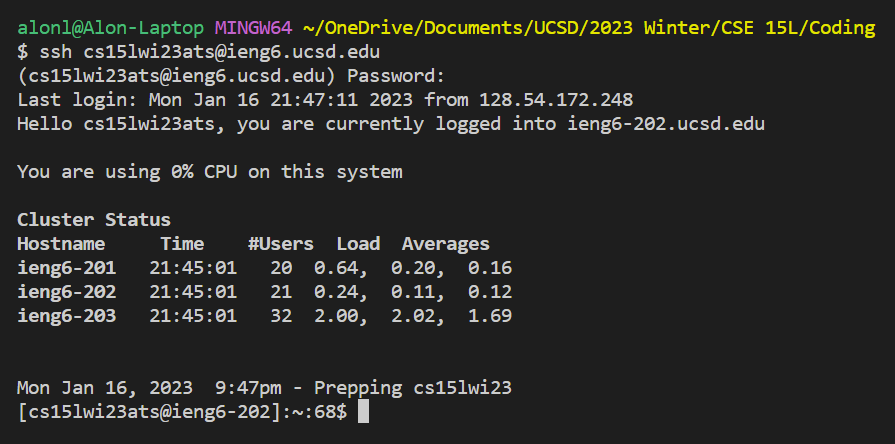 alonl@Alon-Laptop MINGW64 ~/OneDrive/Documents/UCSD/2023 Winter/CSE 15L/Coding
$ ssh cs15lwi23ats@ieng6.ucsd.edu
(cs15lwi23ats@ieng6.ucsd.edu) Password:
Last login: Mon Jan 16 21:47:11 2023 from 128.54.172.248
Hello cs15lwi23ats, you are currently logged into ieng6-202.ucsd.edu

You are using 0% CPU on this system

Cluster Status
Hostname     Time    #Users  Load  Averages
ieng6-201   21:45:01   20  0.64,  0.20,  0.16
ieng6-202   21:45:01   21  0.24,  0.11,  0.12
ieng6-203   21:45:01   32  2.00,  2.02,  1.69

Mon Jan 16, 2023  9:47pm - Prepping cs15lwi23
[cs15lwi23ats@ieng6-202]:~:68$